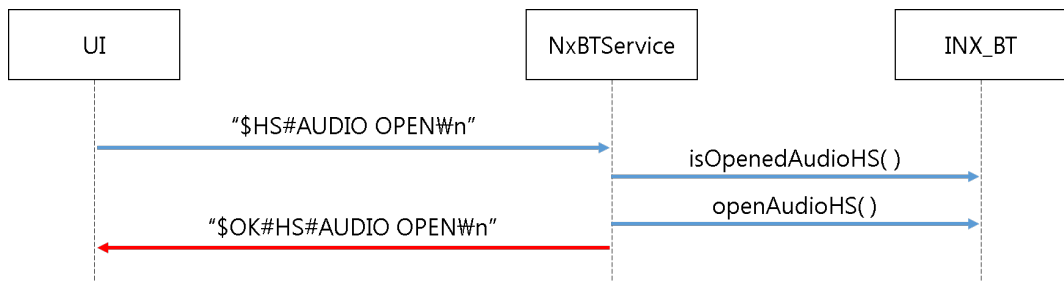 UI
NxBTService
INX_BT
“$HS#AUDIO OPEN₩n”
isOpenedAudioHS( )
openAudioHS( )
“$OK#HS#AUDIO OPEN₩n”